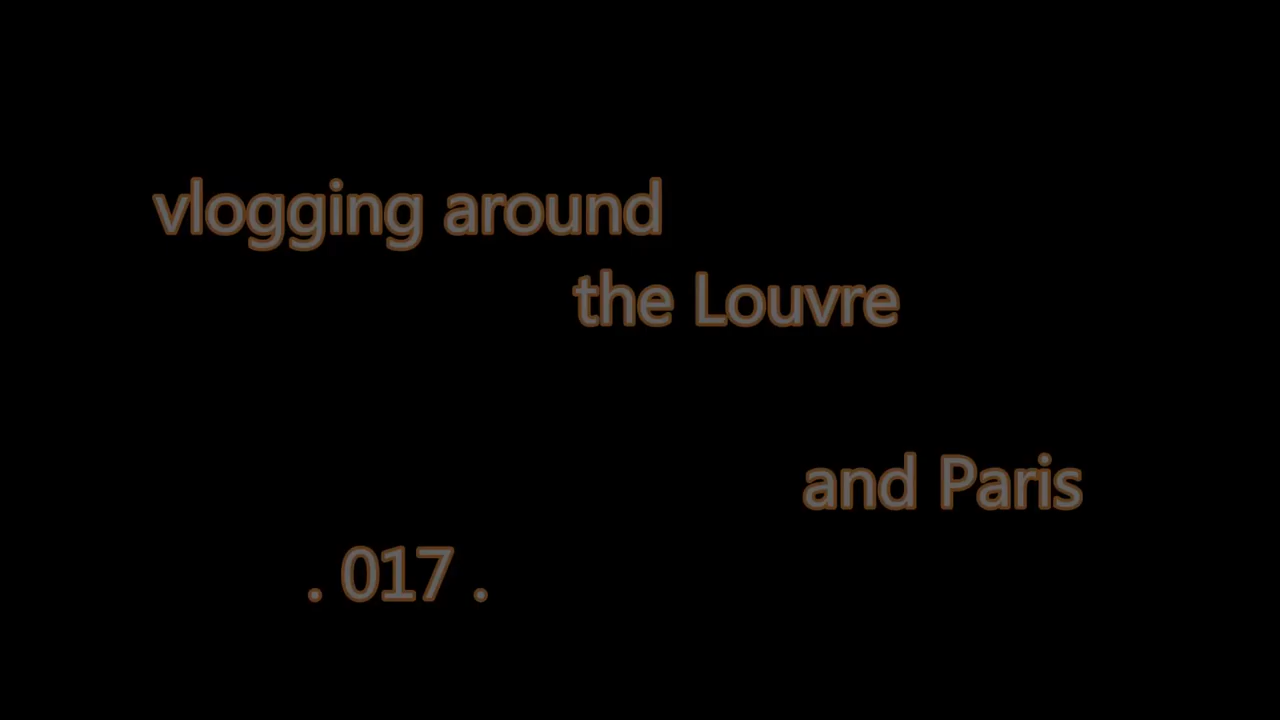 vlogging around
the Louvre
and Paris
. 017 .